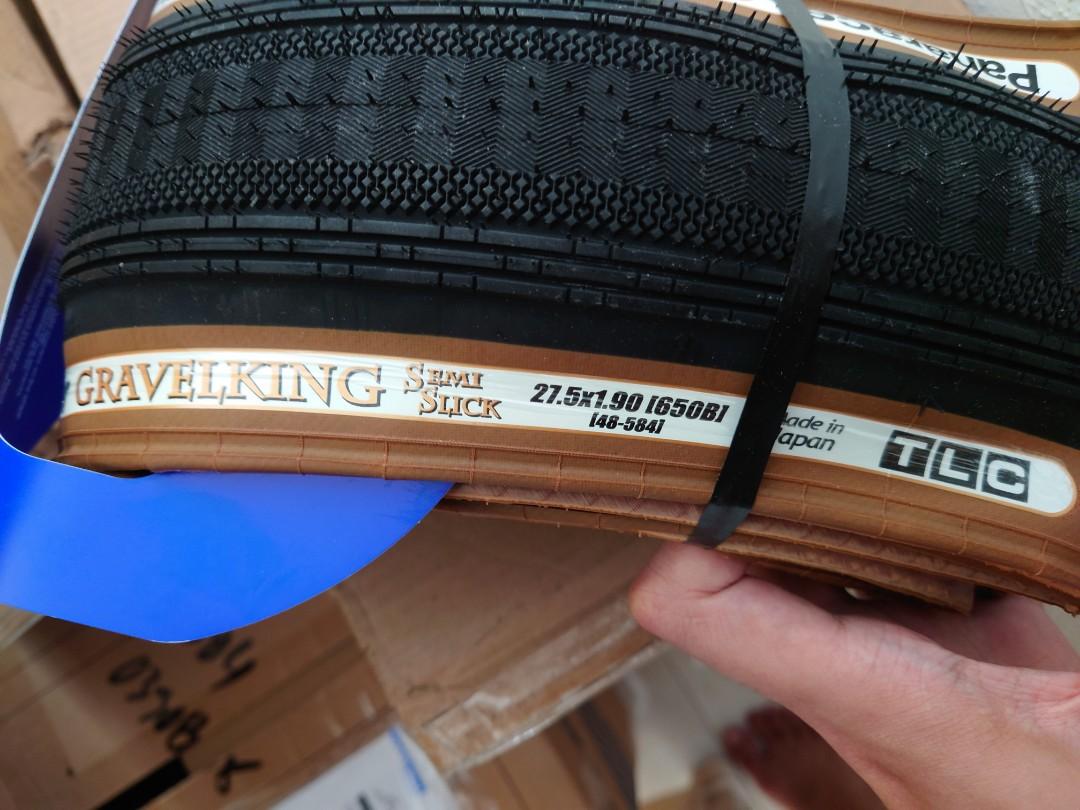 GRAVELKING
SEMI
SLICK
27.5x1.90 [650B]
[48-584]
Made in
Japan
TLC